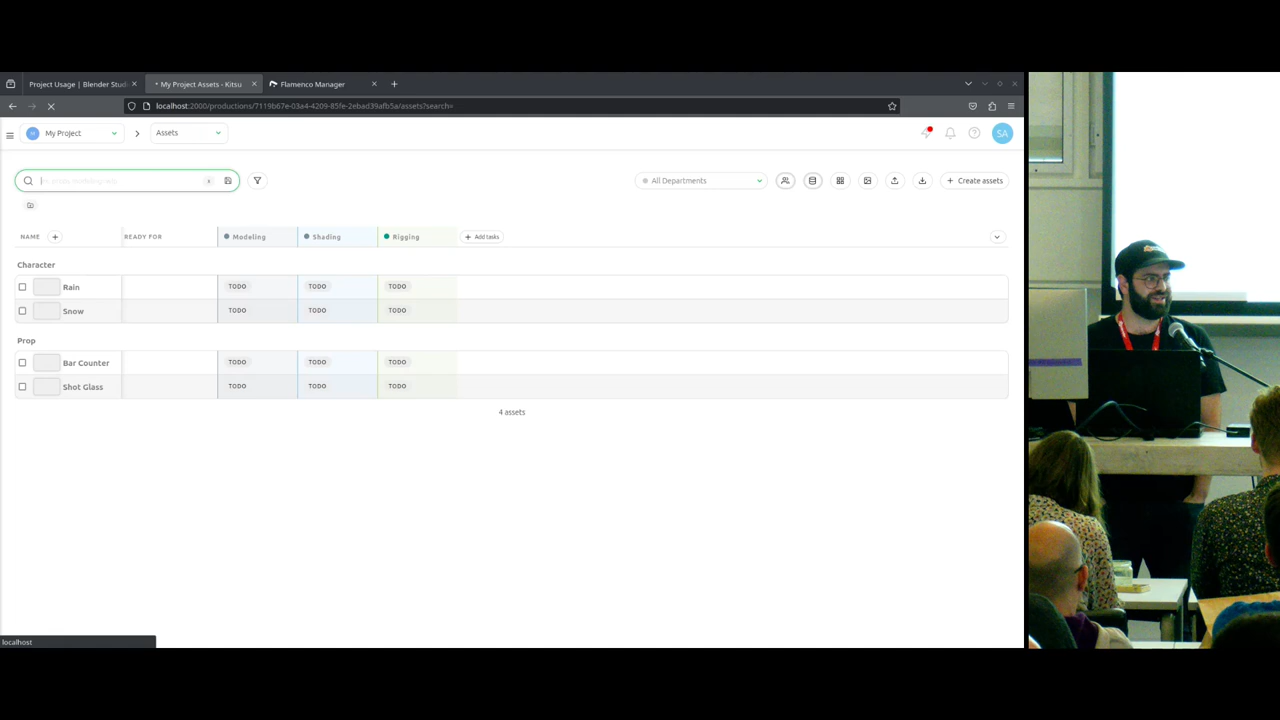 Project Usage | Blender Stud
* My Project Assets - Kitsu
Flamenco Manager
localhost:2000/productions/7119b67e-03a4-4209-85fe-2ebad39afb5a/assets?search=
My Project
Assets
SA
All Departments
Create assets
NAME
READY FOR
Modeling
Shading
Rigging
Add tasks
Character
Rain
TODO
TODO
TODO
Snow
TODO
TODO
TODO
Prop
Bar Counter
TODO
TODO
TODO
Shot Glass
TODO
TODO
TODO
4 assets
localhost